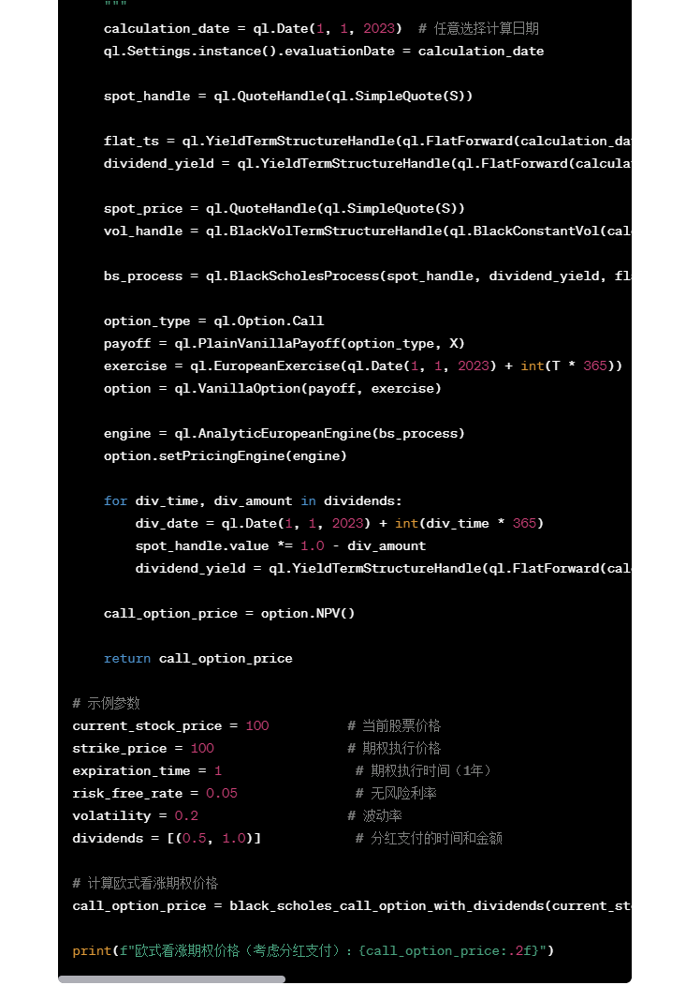 """
calculation_date = ql.Date(1, 1, 2023)  # 任意选择计算日期
ql.Settings.instance().evaluationDate = calculation_date
spot_handle = ql.QuoteHandle(ql.SimpleQuote(S))
flat_ts = ql.YieldTermStructureHandle(ql.FlatForward(calculation_da
dividend_yield = ql.YieldTermStructureHandle(ql.FlatForward(calcula
spot_price = ql.QuoteHandle(ql.SimpleQuote(S))
vol_handle = ql.BlackVolTermStructureHandle(ql.BlackConstantVol(cal
bs_process = ql.BlackScholesProcess(spot_handle, dividend_yield, fl
option_type = ql.Option.Call
payoff = ql.PlainVanillaPayoff(option_type, X)
exercise = ql.EuropeanExercise(ql.Date(1, 1, 2023) + int(T * 365))
option = ql.VanillaOption(payoff, exercise)
engine = ql.AnalyticEuropeanEngine(bs_process)
option.setPricingEngine(engine)
for div_time, div_amount in dividends:
div_date = ql.Date(1, 1, 2023) + int(div_time * 365)
spot_handle.value *= 1.0 - div_amount
dividend_yield = ql.YieldTermStructureHandle(ql.FlatForward(cal
call_option_price = option.NPV()
return call_option_price
# 示例参数
current_stock_price = 100          # 当前股票价格
strike_price = 100                 # 期权执行价格
expiration_time = 1                 # 期权执行时间（1年）
risk_free_rate = 0.05               # 无风险利率
volatility = 0.2                   # 波动率
dividends = [(0.5, 1.0)]            # 分红支付的时间和金额
# 计算欧式看涨期权价格
call_option_price = black_scholes_call_option_with_dividends(current_st
print(f"欧式看涨期权价格（考虑分红支付）：{call_option_price:.2f}")